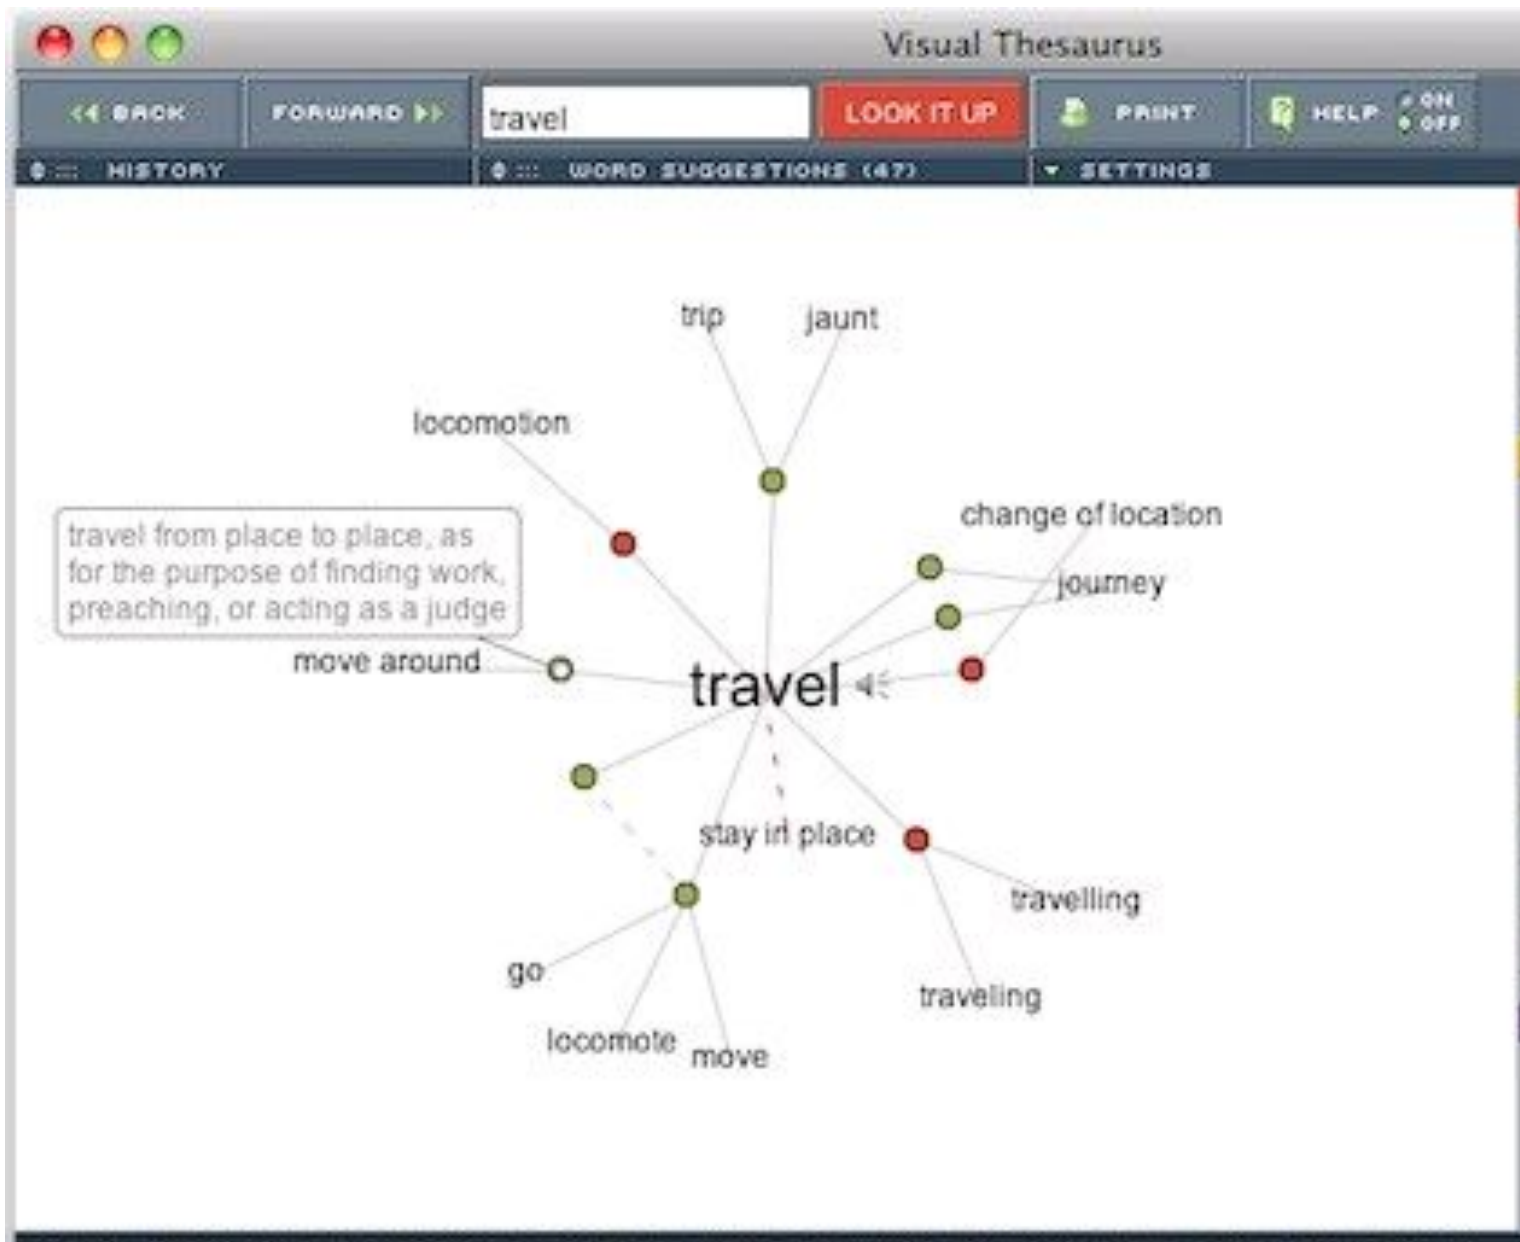 Visual Thesaurus
BACK
FORWARD
travel
LOOK IT UP
PRINT
HELP
ON
OFF
HISTORY
WORD SUGGESTIONS (47)
SETTINGS
trip
jaunt
locomotion
change of location
travel from place to place, as
for the purpose of finding work,
preaching, or acting as a judge
journey
move around
travel
stay in place
travelling
go
traveling
locomote
move